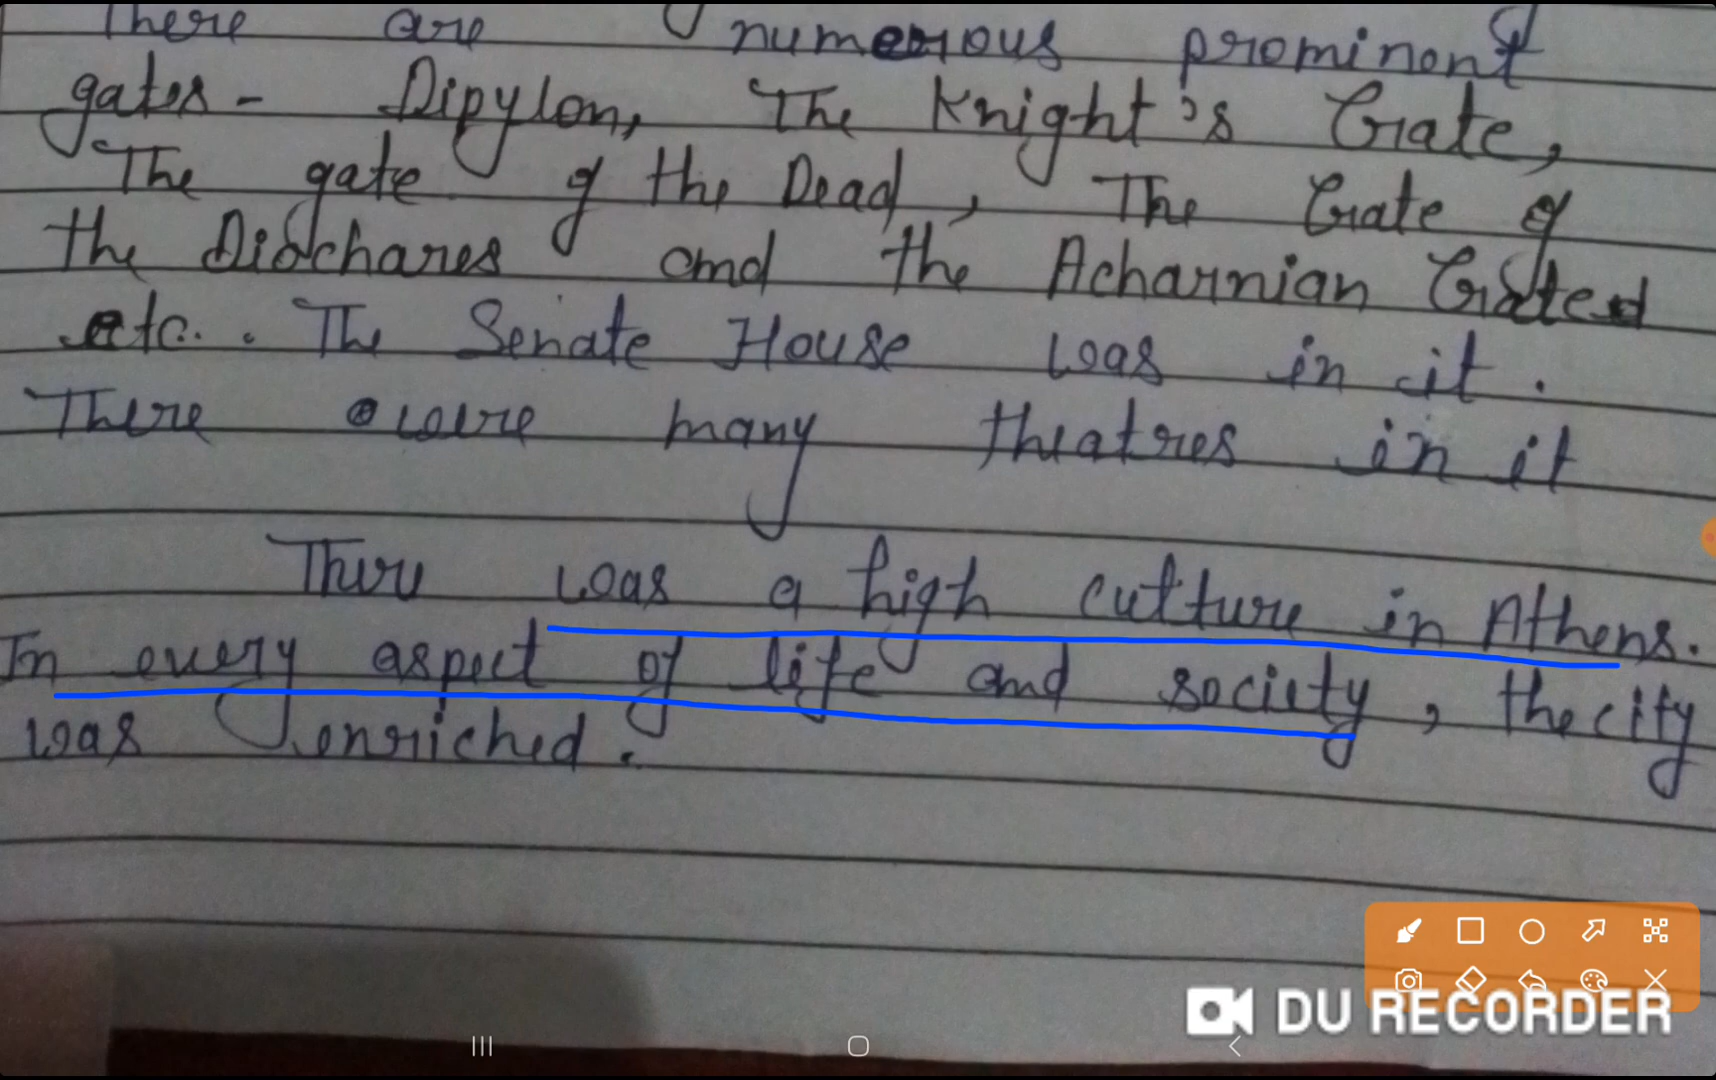 There are numerous prominent
gates - Dipylon, The Knight's Gate,
The gate of the Dead, The Gate of
the Diochares and the Acharnian Gated
etc.. The Senate House was in it.
There were many theatres in it
There was a high culture in Athens.
In every aspect of life and society, the city
was enriched.
DU RECORDER